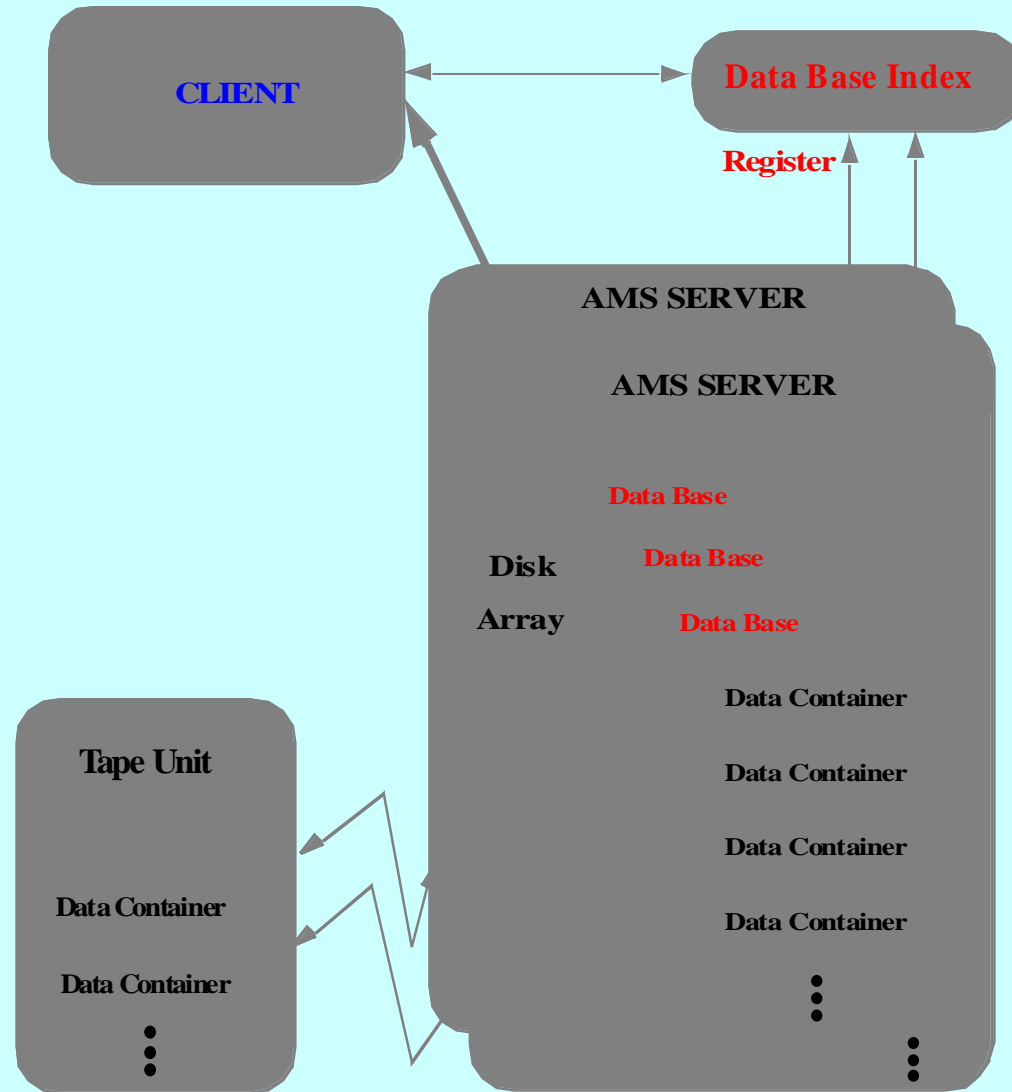 CLIENT
Data Base Index
Register
AMS SERVER
AMS SERVER
Data Base
Data Base
Disk
Array
Data Base
Data Container
Data Container
Data Container
Data Container
Tape Unit
Data Container
Data Container